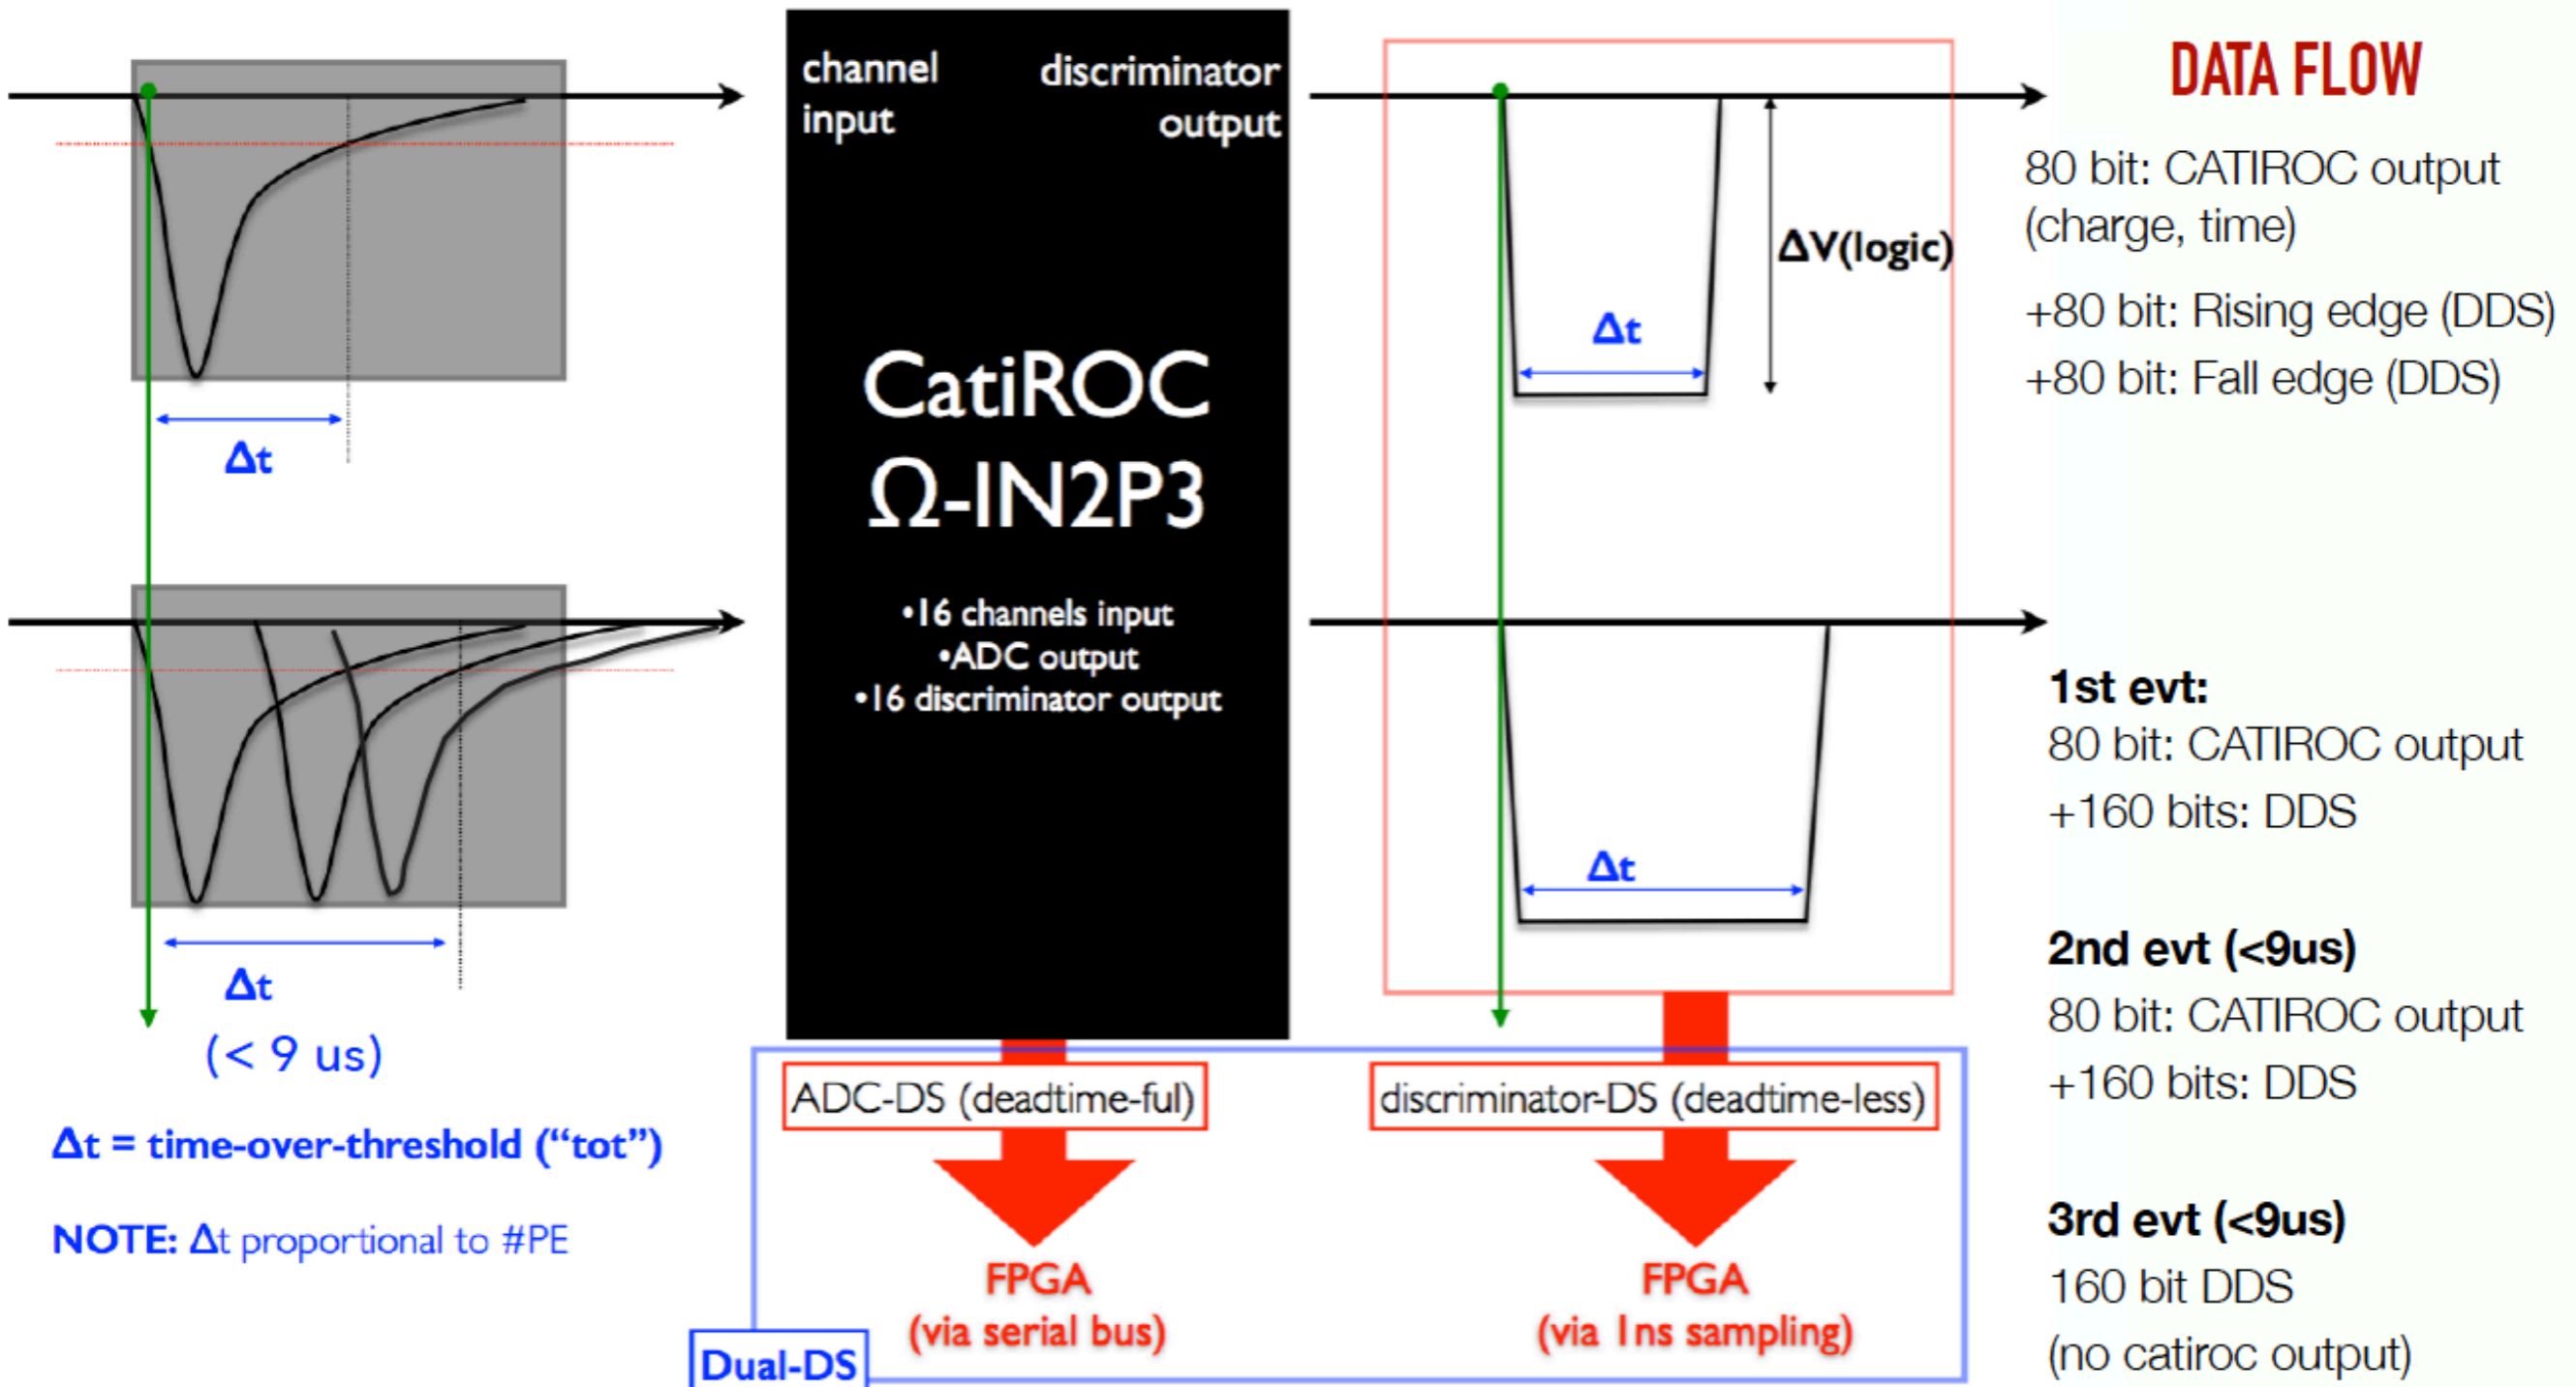 channel
input
discriminator
output
CatiROC
Ω-IN2P3
•16 channels input
•ADC output
•16 discriminator output
Δt
Δt
(< 9 us)
Δt = time-over-threshold (“tot”)
NOTE: Δt proportional to #PE
ΔV(logic)
Δt
Δt
ADC-DS (deadtime-ful)
FPGA
(via serial bus)
discriminator-DS (deadtime-less)
FPGA
(via 1ns sampling)
Dual-DS
DATA FLOW
80 bit: CATIROC output
(charge, time)
+80 bit: Rising edge (DDS)
+80 bit: Fall edge (DDS)
1st evt:
80 bit: CATIROC output
+160 bits: DDS
2nd evt (<9us)
80 bit: CATIROC output
+160 bits: DDS
3rd evt (<9us)
160 bit DDS
(no catiroc output)